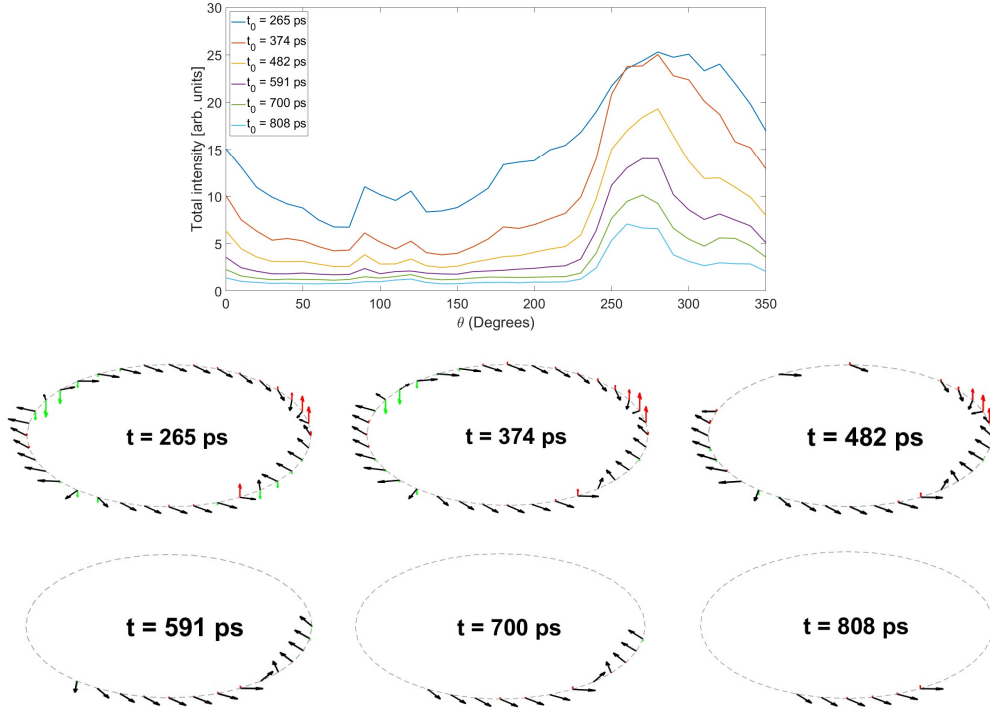 30
25
20
15
10
5
0
Total intensity [arb. units]
t0 = 265 ps
t0 = 374 ps
t0 = 482 ps
t0 = 591 ps
t0 = 700 ps
t0 = 808 ps
0 50 100 150 200 250 300 350
θ (Degrees)
t = 265 ps
t = 374 ps
t = 482 ps
t = 591 ps
t = 700 ps
t = 808 ps